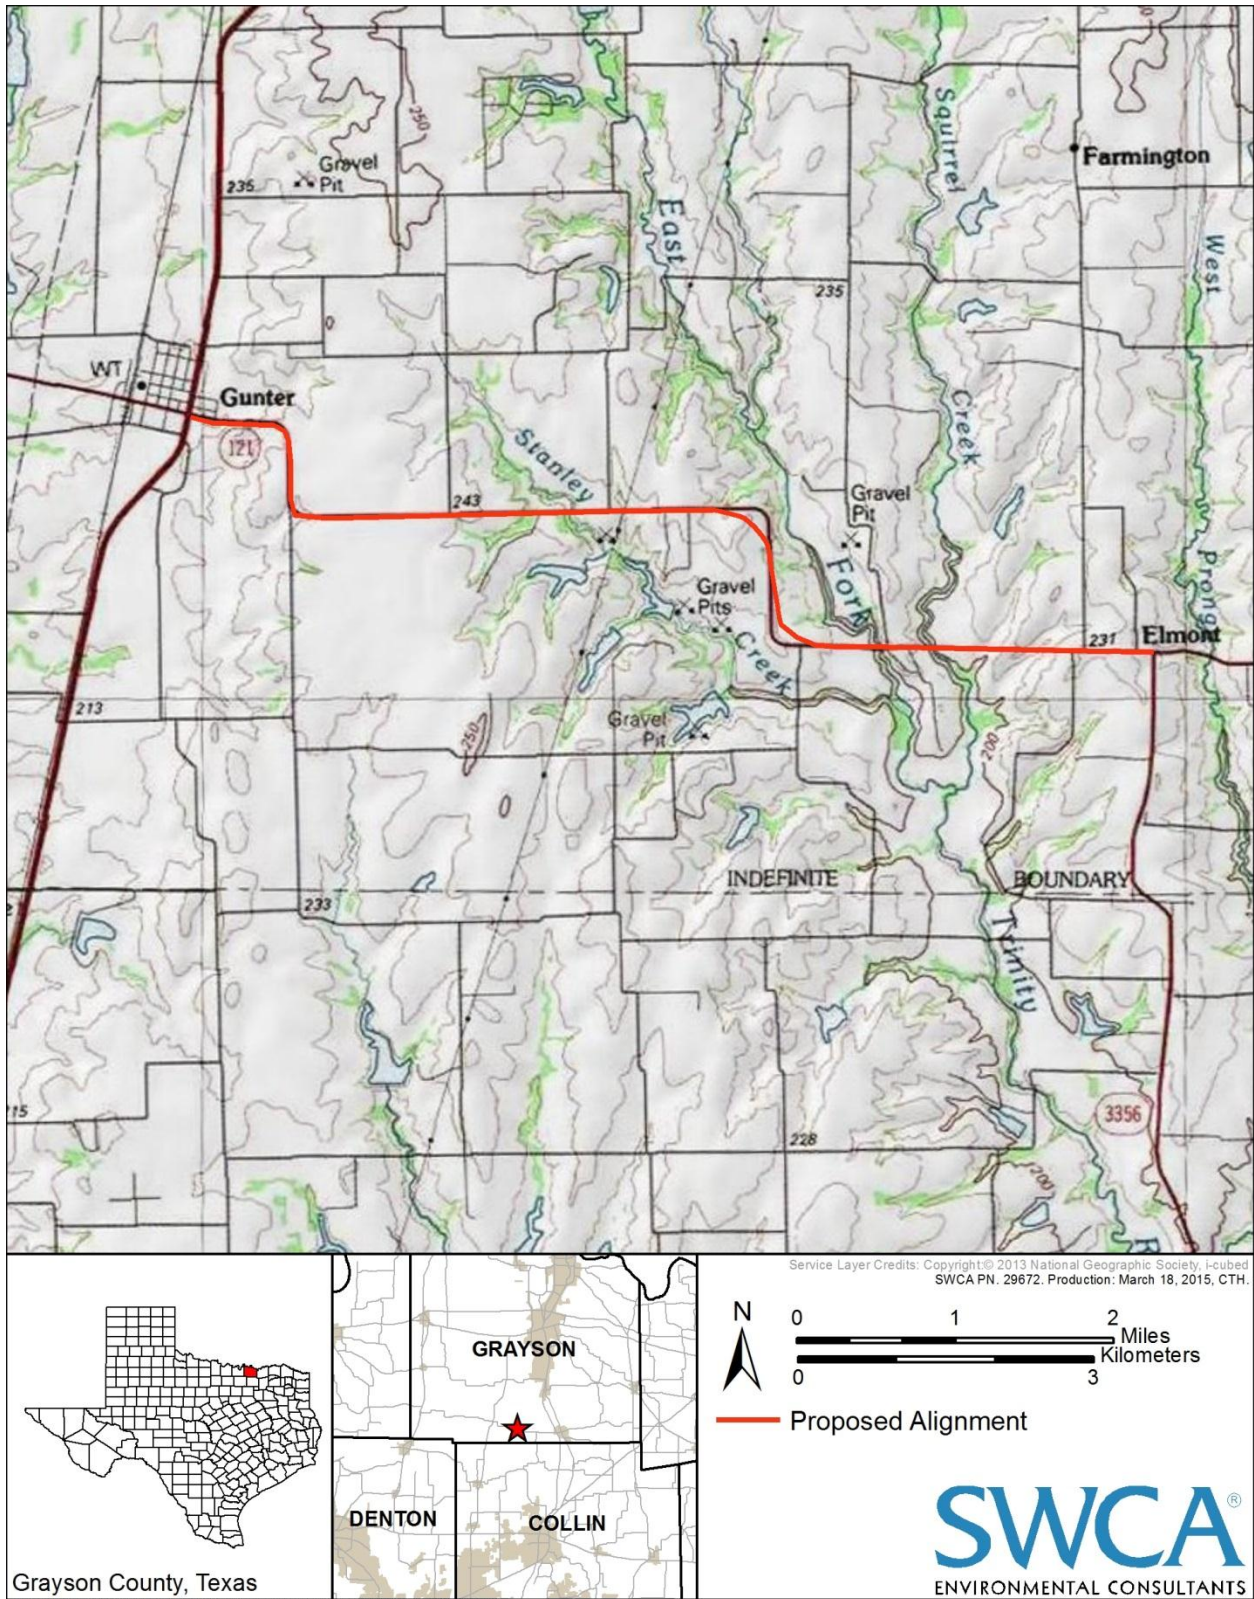 250
Gravel
Pit
235
Squirrel
Farmington
East
West
235
WT
Gunter
121
Stanley
Creek
243
Gravel
Pit
Fork
Prong
Gravel
Pits
Creek
231
Elmont
213
250
Gravel
Pit
200
INDEFINITE
BOUNDARY
233
Trinity
3356
228
200
Service Layer Credits: Copyright:© 2013 National Geographic Society, i-cubed
SWCA PN. 29672. Production: March 18, 2015, CTH.
GRAYSON
DENTON
COLLIN
Grayson County, Texas
N
0 1 2
Miles
Kilometers
0 3
Proposed Alignment
SWCA®
ENVIRONMENTAL CONSULTANTS